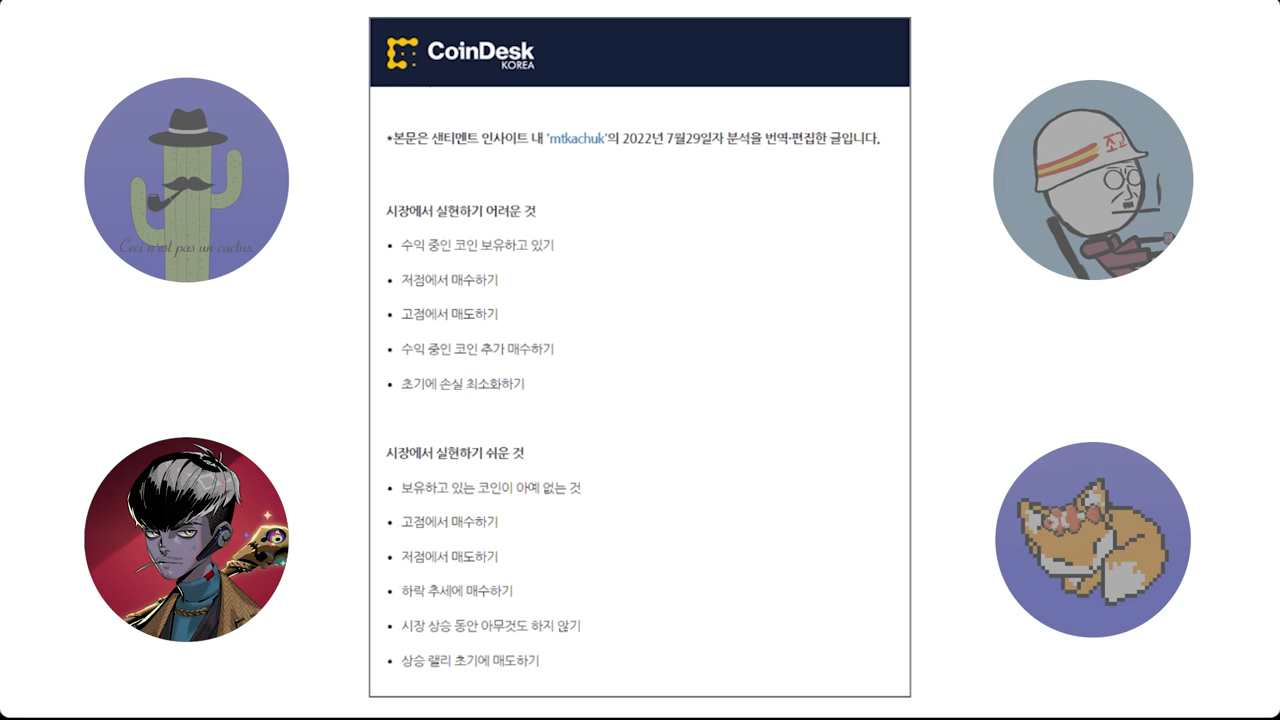 CoinDesk
KOREA
*본문은 샌티멘트 인사이트 내 'mtkachuk'의 2022년 7월29일자 분석을 번역·편집한 글입니다.
시장에서 실현하기 어려운 것
• 수익 중인 코인 보유하고 있기
• 저점에서 매수하기
• 고점에서 매도하기
• 수익 중인 코인 추가 매수하기
• 초기에 손실 최소화하기
시장에서 실현하기 쉬운 것
• 보유하고 있는 코인이 아예 없는 것
• 고점에서 매수하기
• 저점에서 매도하기
• 하락 추세에 매수하기
• 시장 상승 동안 아무것도 하지 않기
• 상승 랠리 초기에 매도하기
Ceci n'est pas un cactus.
조교